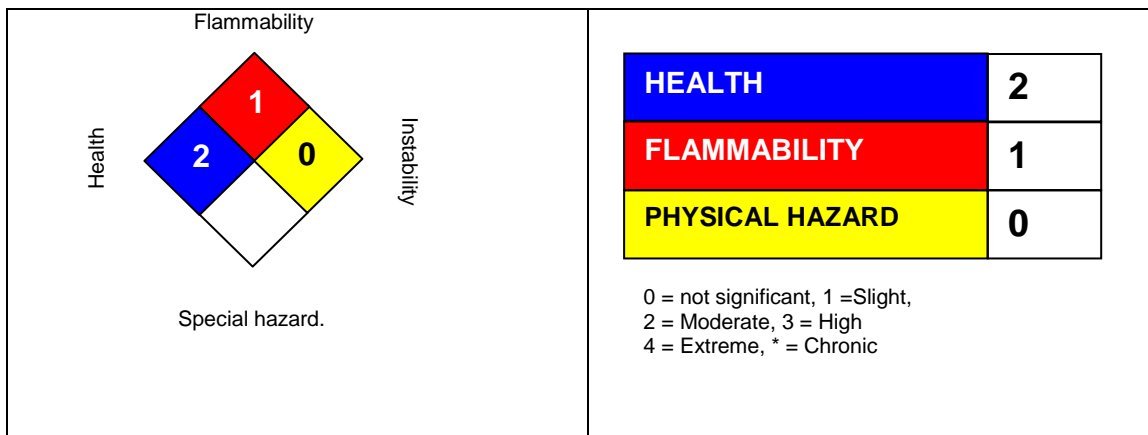 Flammability
1
Health
2
0
Instability
Special hazard.
HEALTH 2
FLAMMABILITY 1
PHYSICAL HAZARD 0
0 = not significant, 1 =Slight,
2 = Moderate, 3 = High
4 = Extreme, * = Chronic